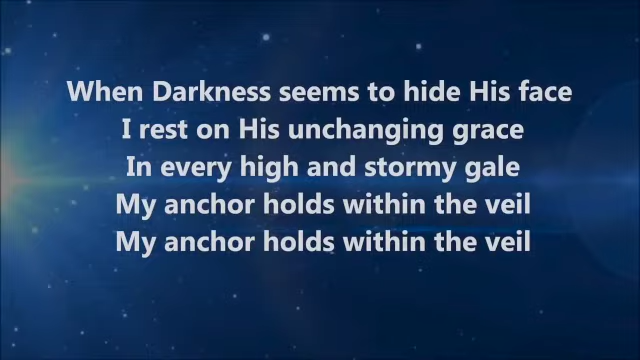 When Darkness seems to hide His face
I rest on His unchanging grace
In every high and stormy gale
My anchor holds within the veil
My anchor holds within the veil